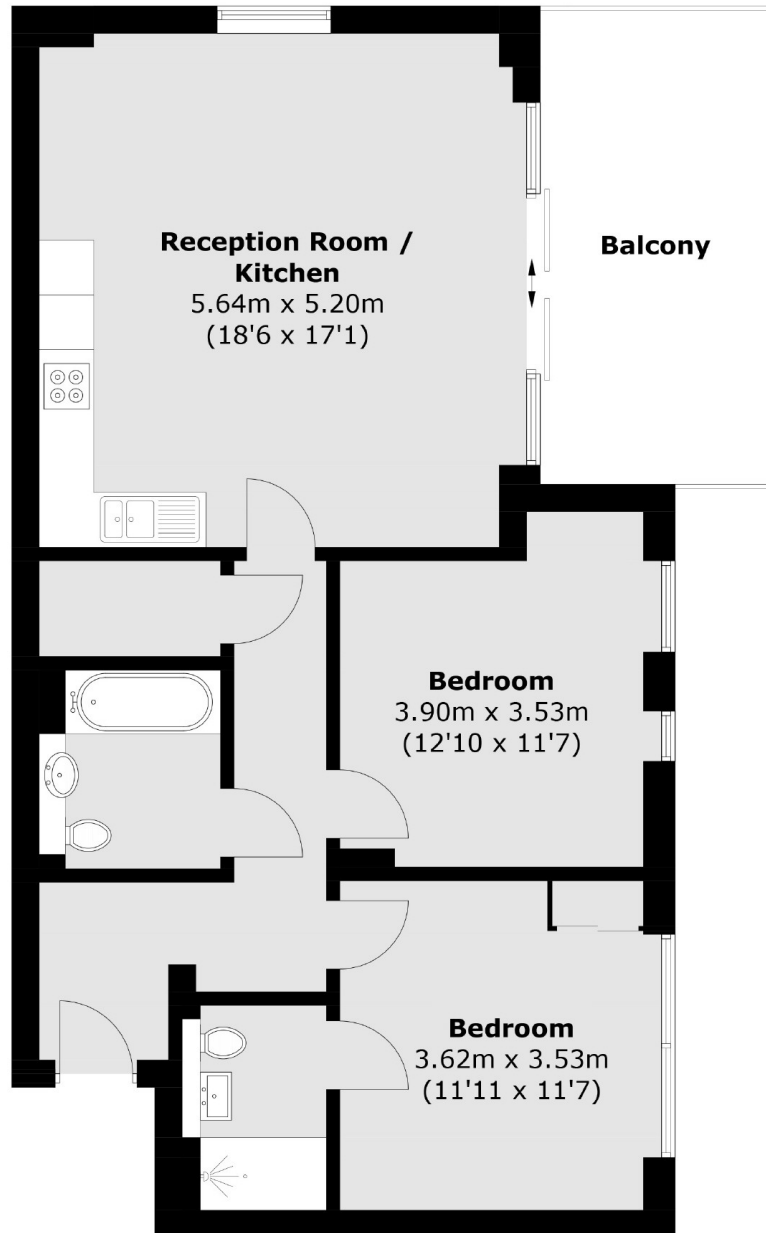 Reception Room /
Kitchen
5.64m x 5.20m
(18'6 x 17'1)
Balcony
Bedroom
3.90m x 3.53m
(12'10 x 11'7)
Bedroom
3.62m x 3.53m
(11'11 x 11'7)